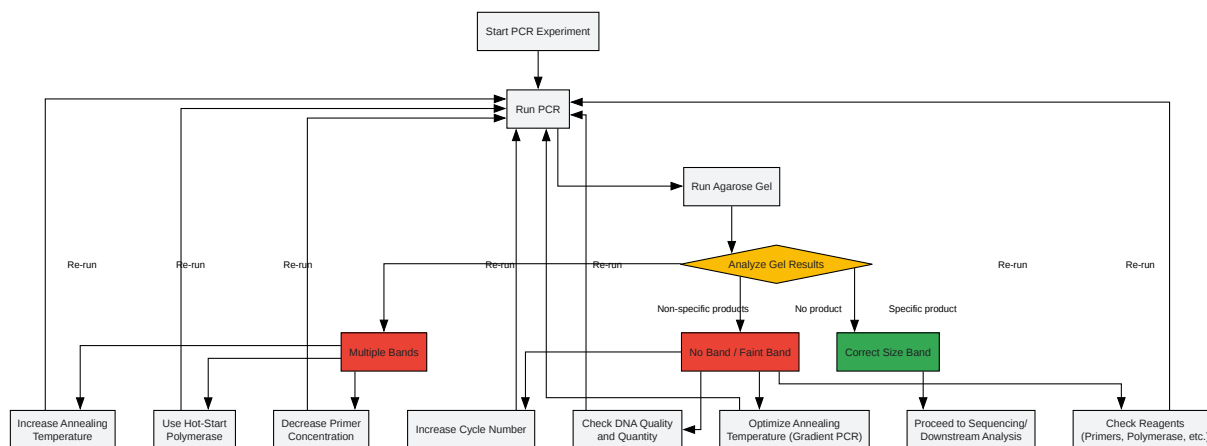 Start PCR Experiment
Run PCR
Run Agarose Gel
Re-run
Re-run
Re-run
Re-run
Re-run
Analyze Gel Results
Re-run
Re-run
Non-specific products
No product
Specific product
Multiple Bands
No Band / Faint Band
Correct Size Band
Increase Annealing
Temperature
Use Hot-Start
Polymerase
Decrease Primer
Concentration
Increase Cycle Number
Check DNA Quality
and Quantity
Optimize Annealing
Temperature (Gradient PCR)
Proceed to Sequencing/
Downstream Analysis
Check Reagents
(Primers, Polymerase, etc.)